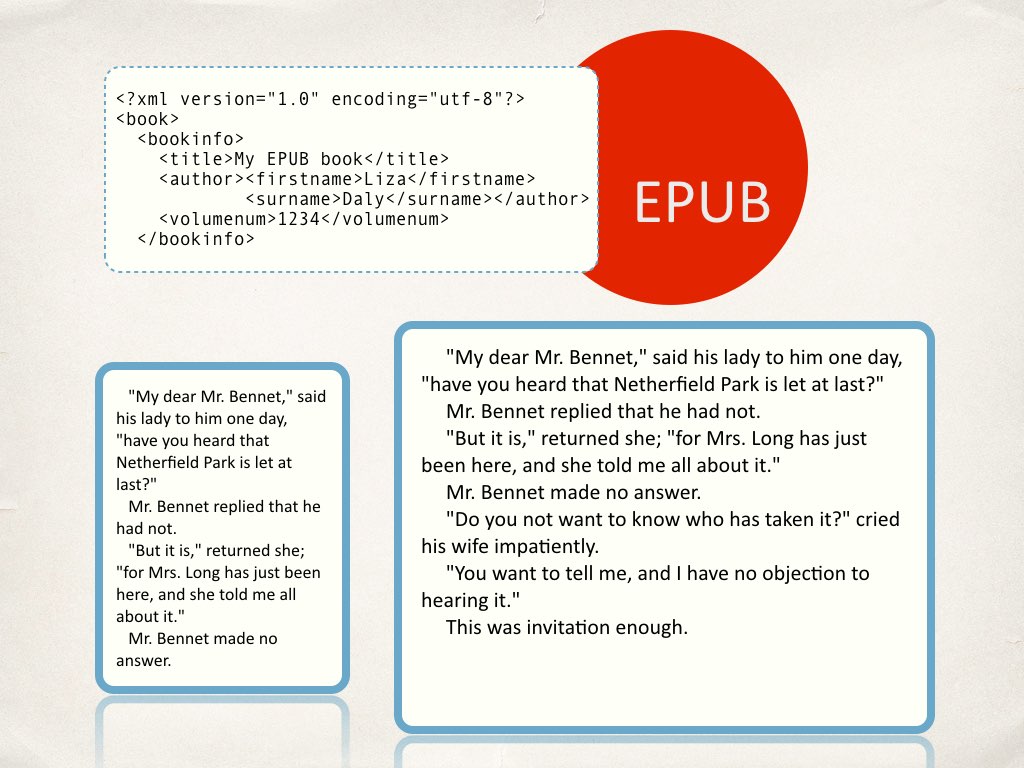 <?xml version="1.0" encoding="utf-8"?>
<book>
  <bookinfo>
    <title>My EPUB book</title>
    <author><firstname>Liza</firstname>
            <surname>Daly</surname></author>
    <volumenum>1234</volumenum>
  </bookinfo>
EPUB
"My dear Mr. Bennet," said
his lady to him one day,
"have you heard that
Netherfield Park is let at
last?"
Mr. Bennet replied that he
had not.
"But it is," returned she;
"for Mrs. Long has just been
here, and she told me all
about it."
Mr. Bennet made no
answer.
"My dear Mr. Bennet," said his lady to him one day,
"have you heard that Netherfield Park is let at last?"
Mr. Bennet replied that he had not.
"But it is," returned she; "for Mrs. Long has just
been here, and she told me all about it."
Mr. Bennet made no answer.
"Do you not want to know who has taken it?" cried
his wife impatiently.
"You want to tell me, and I have no objection to
hearing it."
This was invitation enough.